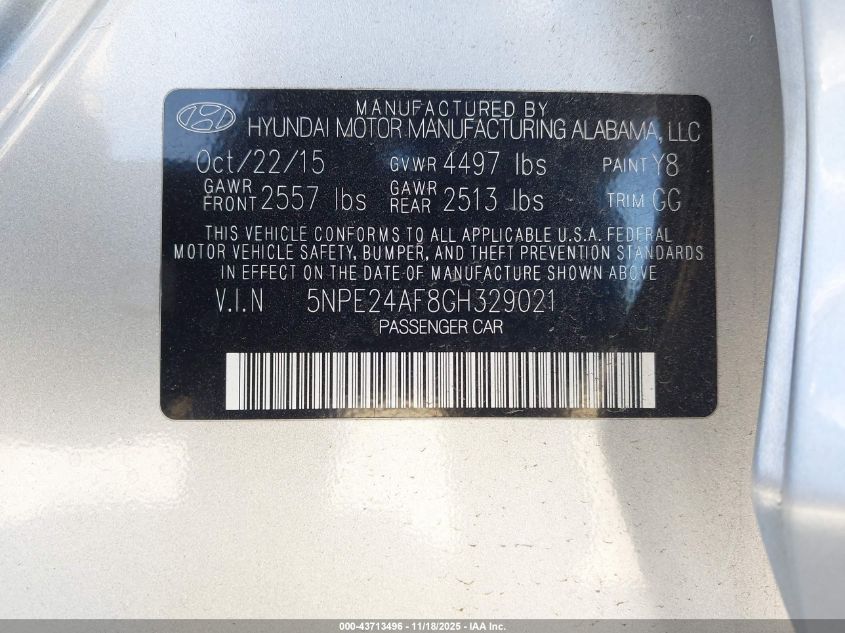 MANUFACTURED BY
HYUNDAI MOTOR MANUFACTURING ALABAMA, LLC
Oct/22/15 GVWR 4497 lbs PAINT Y8
GAWR FRONT 2557 lbs GAWR REAR 2513 lbs TRIM GG
THIS VEHICLE CONFORMS TO ALL APPLICABLE U.S.A. FEDERAL
MOTOR VEHICLE SAFETY, BUMPER, AND THEFT PREVENTION STANDARDS
IN EFFECT ON THE DATE OF MANUFACTURE SHOWN ABOVE
V.I.N 5NPE24AF8GH329021
PASSENGER CAR
000-43713496 - 11/18/2025 - IAA Inc.